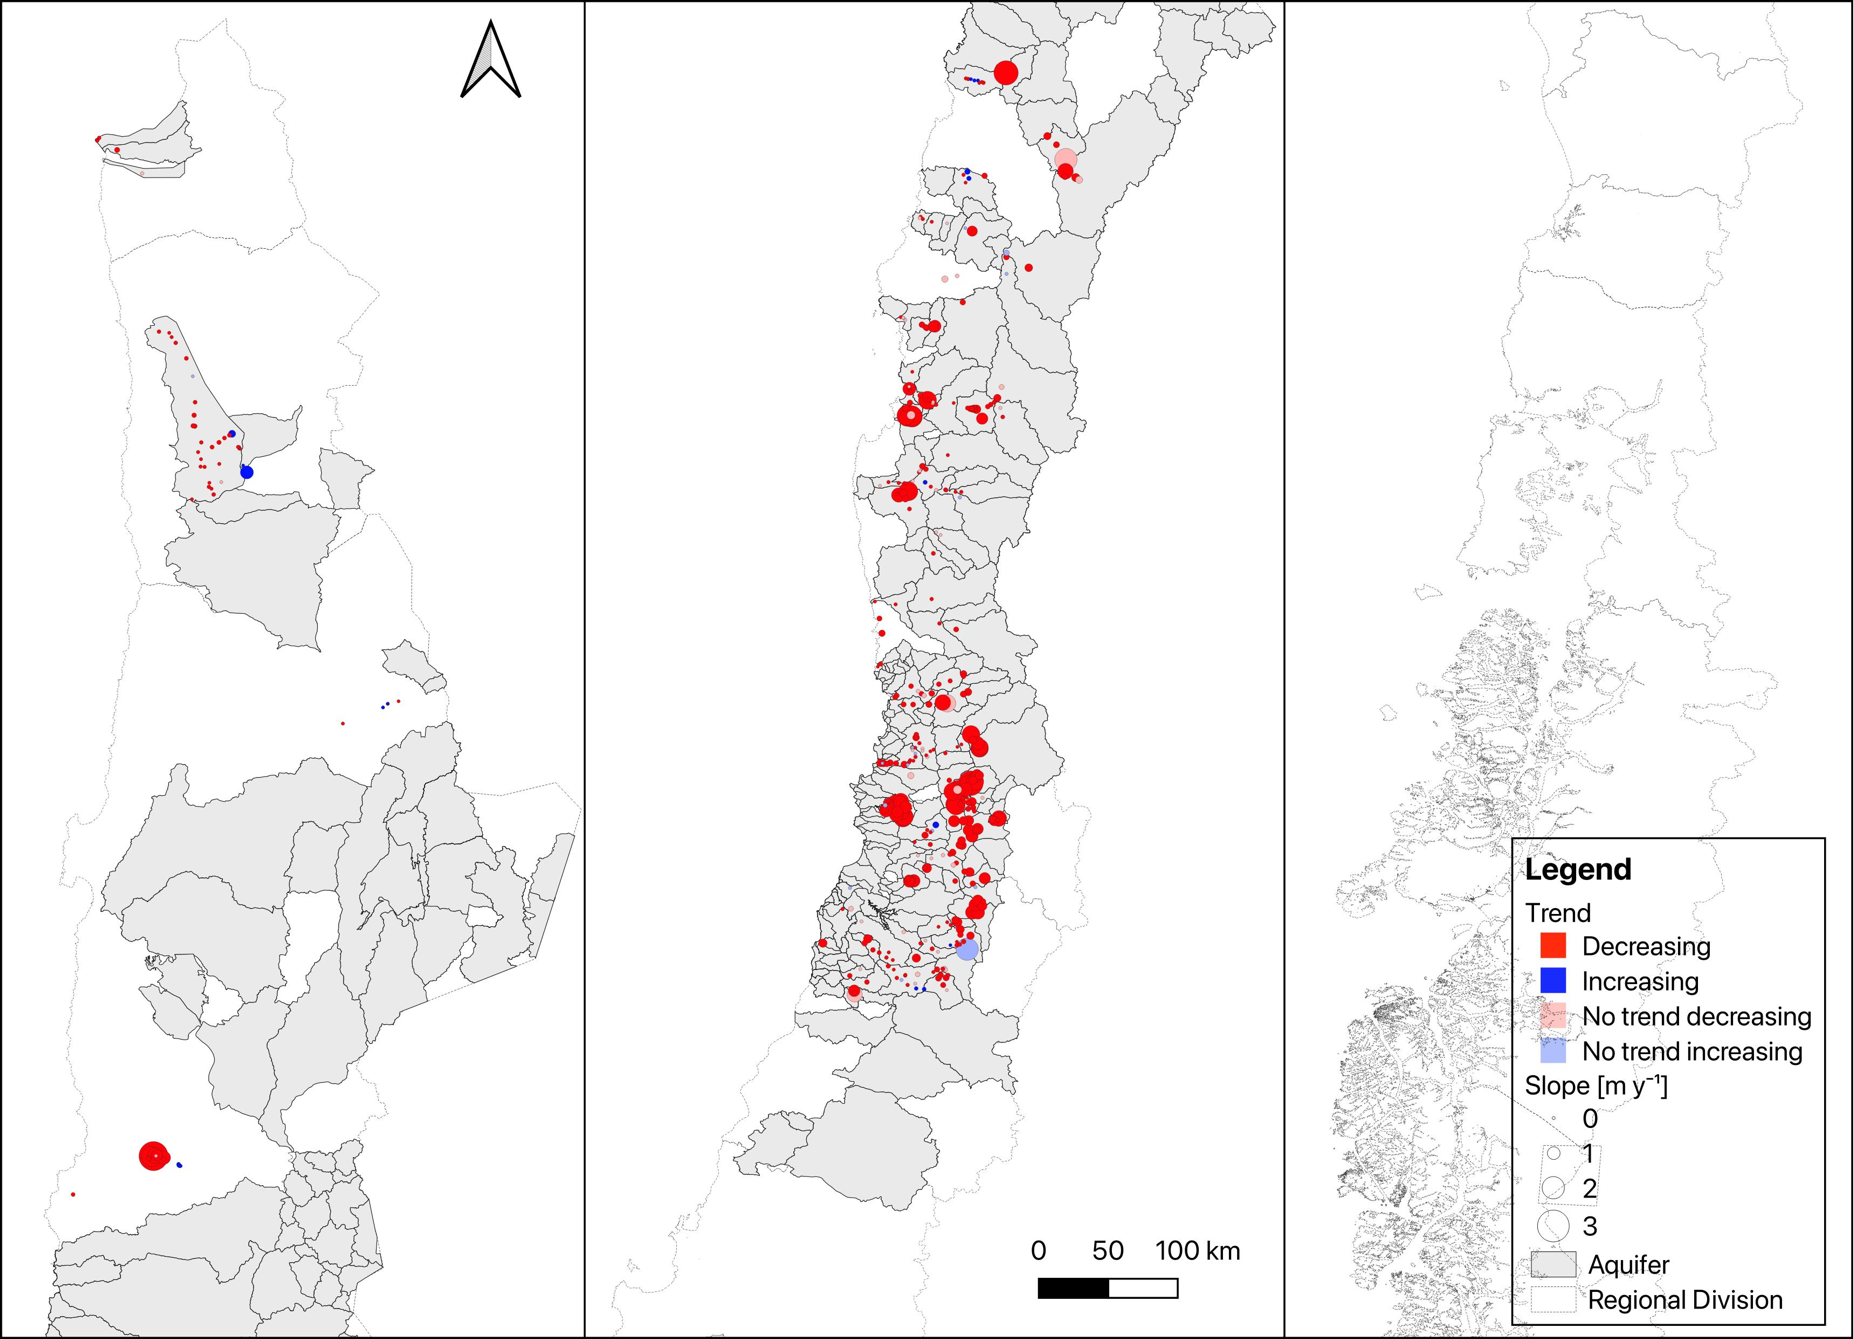 0 50 100 km
Legend
Trend
Decreasing
Increasing
No trend decreasing
No trend increasing
Slope [m y⁻¹]
0
1
2
3
Aquifer
Regional Division